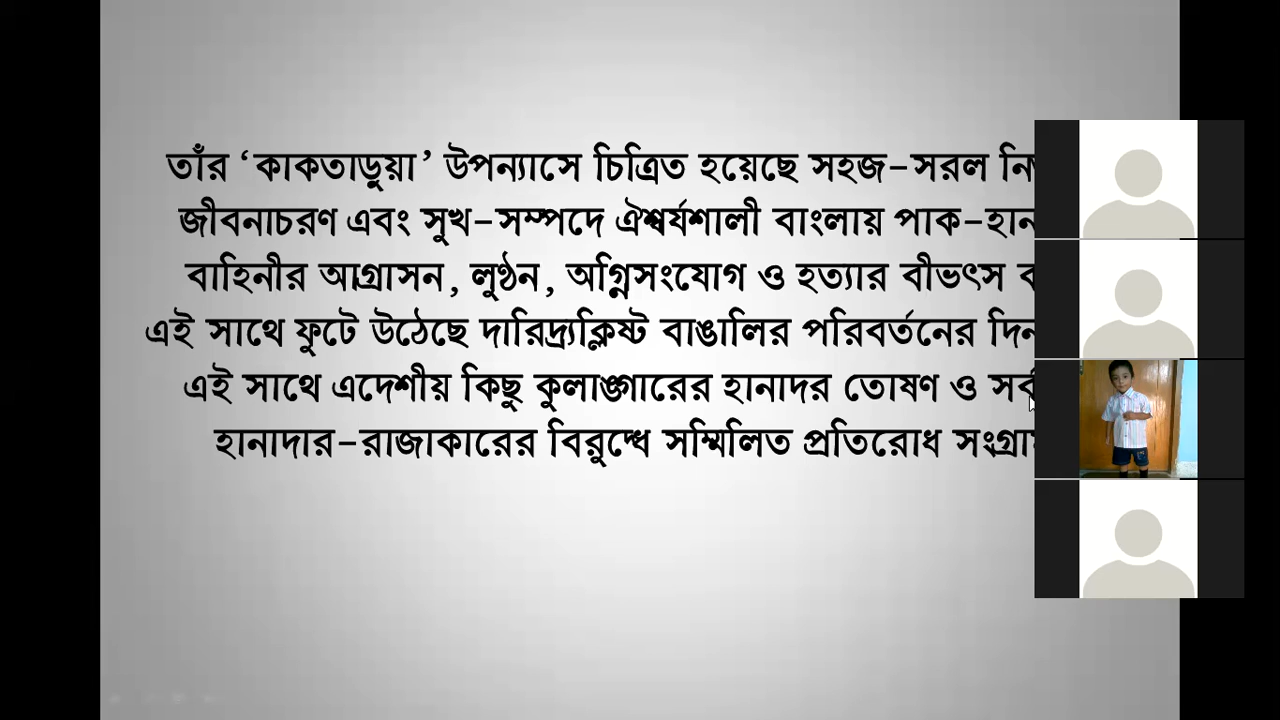 তাঁর ‘কাকতাড়ুয়া’ উপন্যাসে চিত্রিত হয়েছে সহজ-সরল
জীবনাচরণ এবং সুখ-সম্পদে ঐশ্বর্যশালী বাংলায় পাক-হান
বাহিনীর আগ্রাসন, লুণ্ঠন, অগ্নিসংযোগ ও হত্যার বীভৎস
এই সাথে ফুটে উঠেছে দারিদ্র্যক্লিষ্ট বাঙালির পরিবর্তনের দিন
এই সাথে এদেশীয় কিছু কুলাঙ্গারের হানাদর তোষণ ও
হানাদার-রাজাকারের বিরুদ্ধে সম্মিলিত প্রতিরোধ